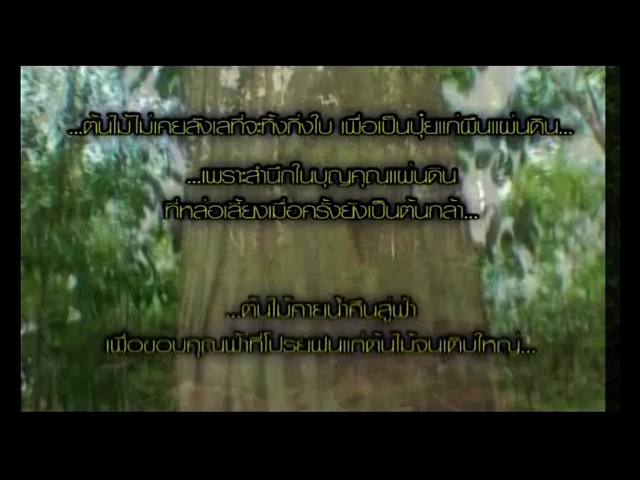 ...ต้นไม้ไม่เคยลังเลที่จะทิ้งกิ่งใบ เพื่อเป็นปุ๋ยแก่ผืนแผ่นดิน...
...เพราะสำนึกในบุญคุณแผ่นดิน
ที่หล่อเลี้ยงเมื่อครั้งยังเป็นต้นกล้า...
...ต้นไม้คายน้ำคืนสู่ฟ้า
เพื่อขอบคุณฟ้าที่โปรยฝนแก่ต้นไม้จนเติบใหญ่...